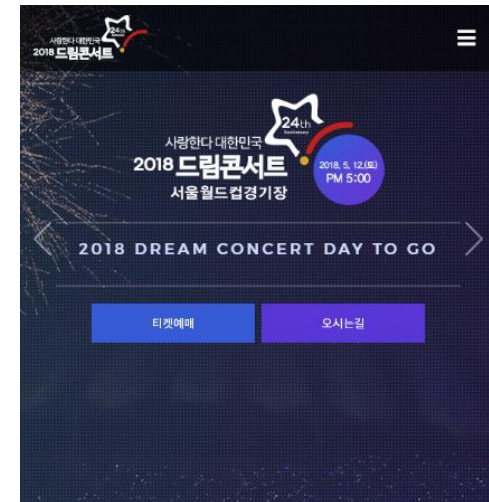 사랑한다 대한민국
24th
2018 드림콘서트
24th
Anniversary
사랑한다 대한민국
2018 드림콘서트
서울월드컵경기장
2018. 5. 12.(토)
PM 5:00
2018 DREAM CONCERT DAY TO GO
티켓예매
오시는길